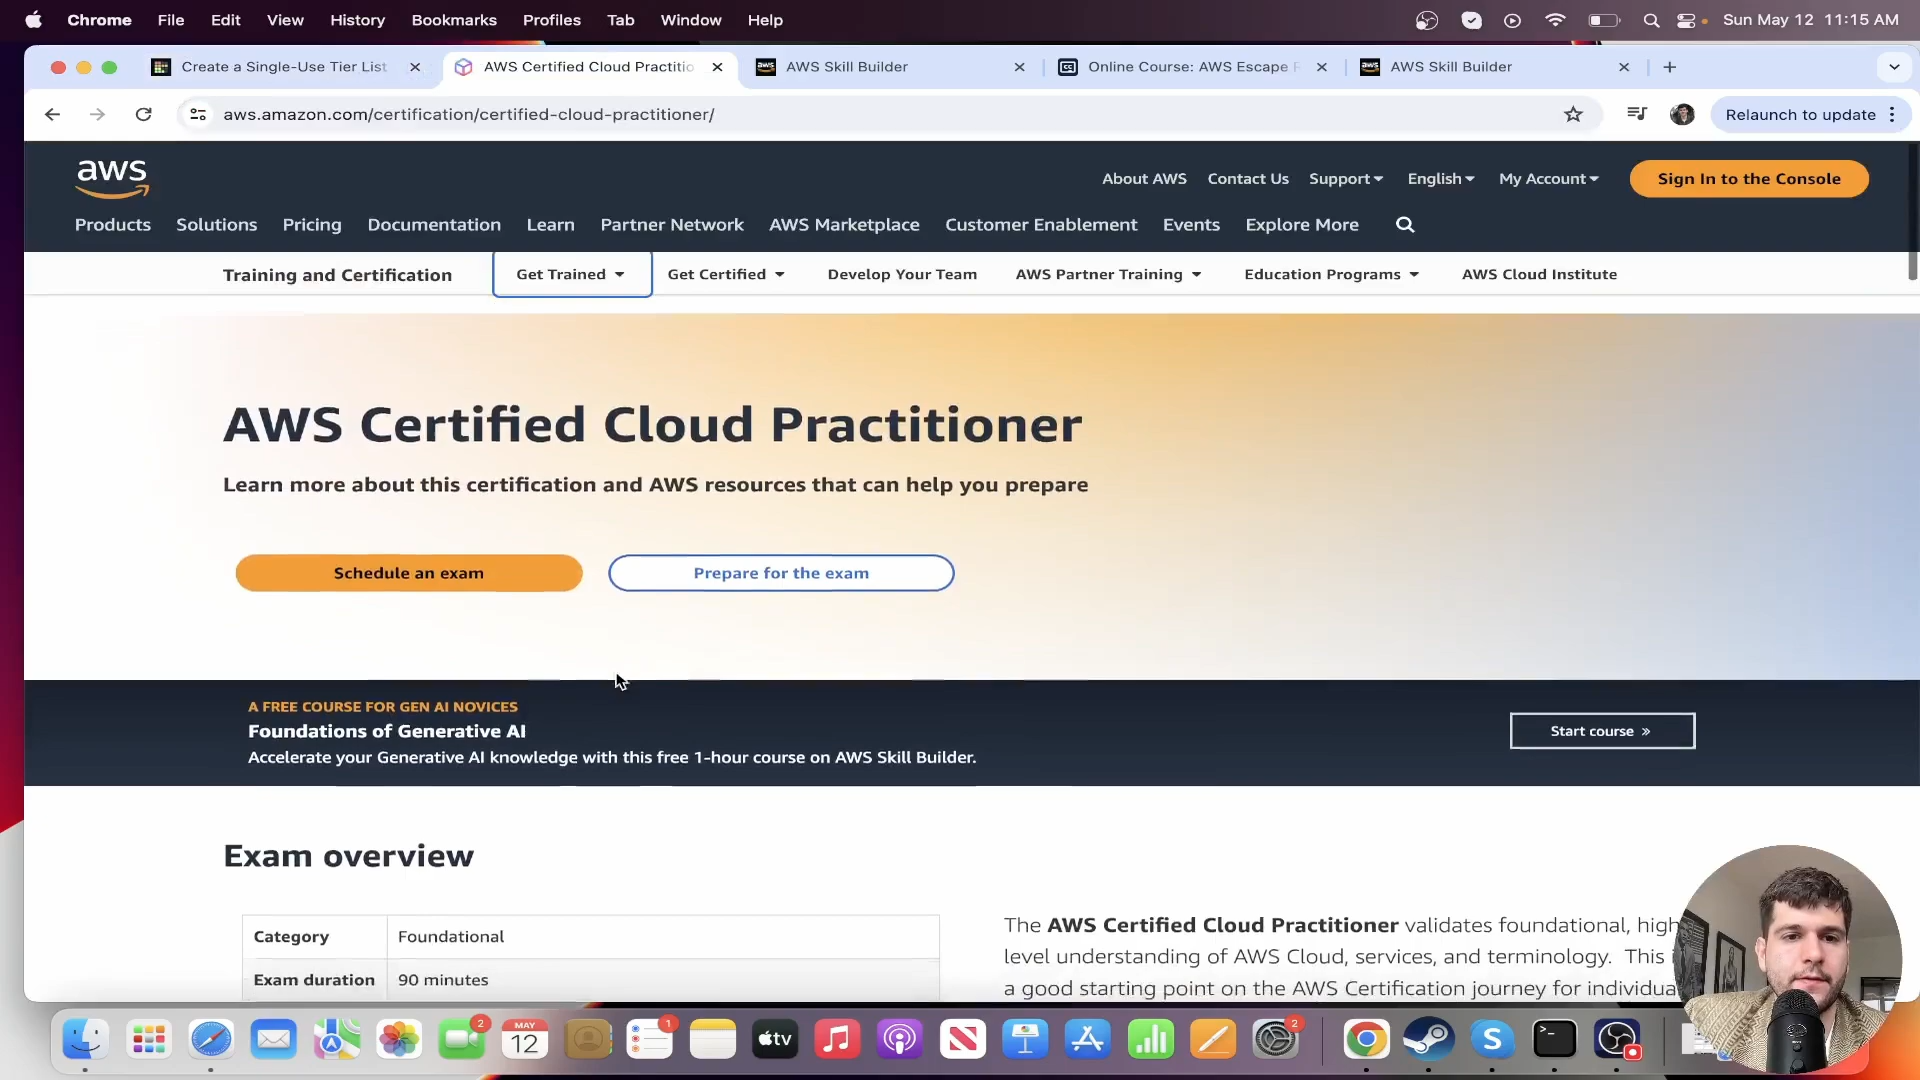 Chrome File Edit View History Bookmarks Profiles Tab Window Help Sun May 12 11:15 AM
Create a Single-Use Tier List AWS Certified Cloud Practitio AWS Skill Builder Online Course: AWS Escape AWS Skill Builder
aws.amazon.com/certification/certified-cloud-practitioner/ Relaunch to update
aws
About AWS Contact Us Support English My Account Sign In to the Console
Products Solutions Pricing Documentation Learn Partner Network AWS Marketplace Customer Enablement Events Explore More
Training and Certification Get Trained Get Certified Develop Your Team AWS Partner Training Education Programs AWS Cloud Institute
AWS Certified Cloud Practitioner
Learn more about this certification and AWS resources that can help you prepare
Schedule an exam Prepare for the exam
A FREE COURSE FOR GEN AI NOVICES
Foundations of Generative AI
Accelerate your Generative AI knowledge with this free 1-hour course on AWS Skill Builder.
Start course »
Exam overview
Category Foundational
Exam duration 90 minutes
The AWS Certified Cloud Practitioner validates foundational, high
level understanding of AWS Cloud, services, and terminology. This
a good starting point on the AWS Certification journey for individua
2 MAY 12 1 tv 2